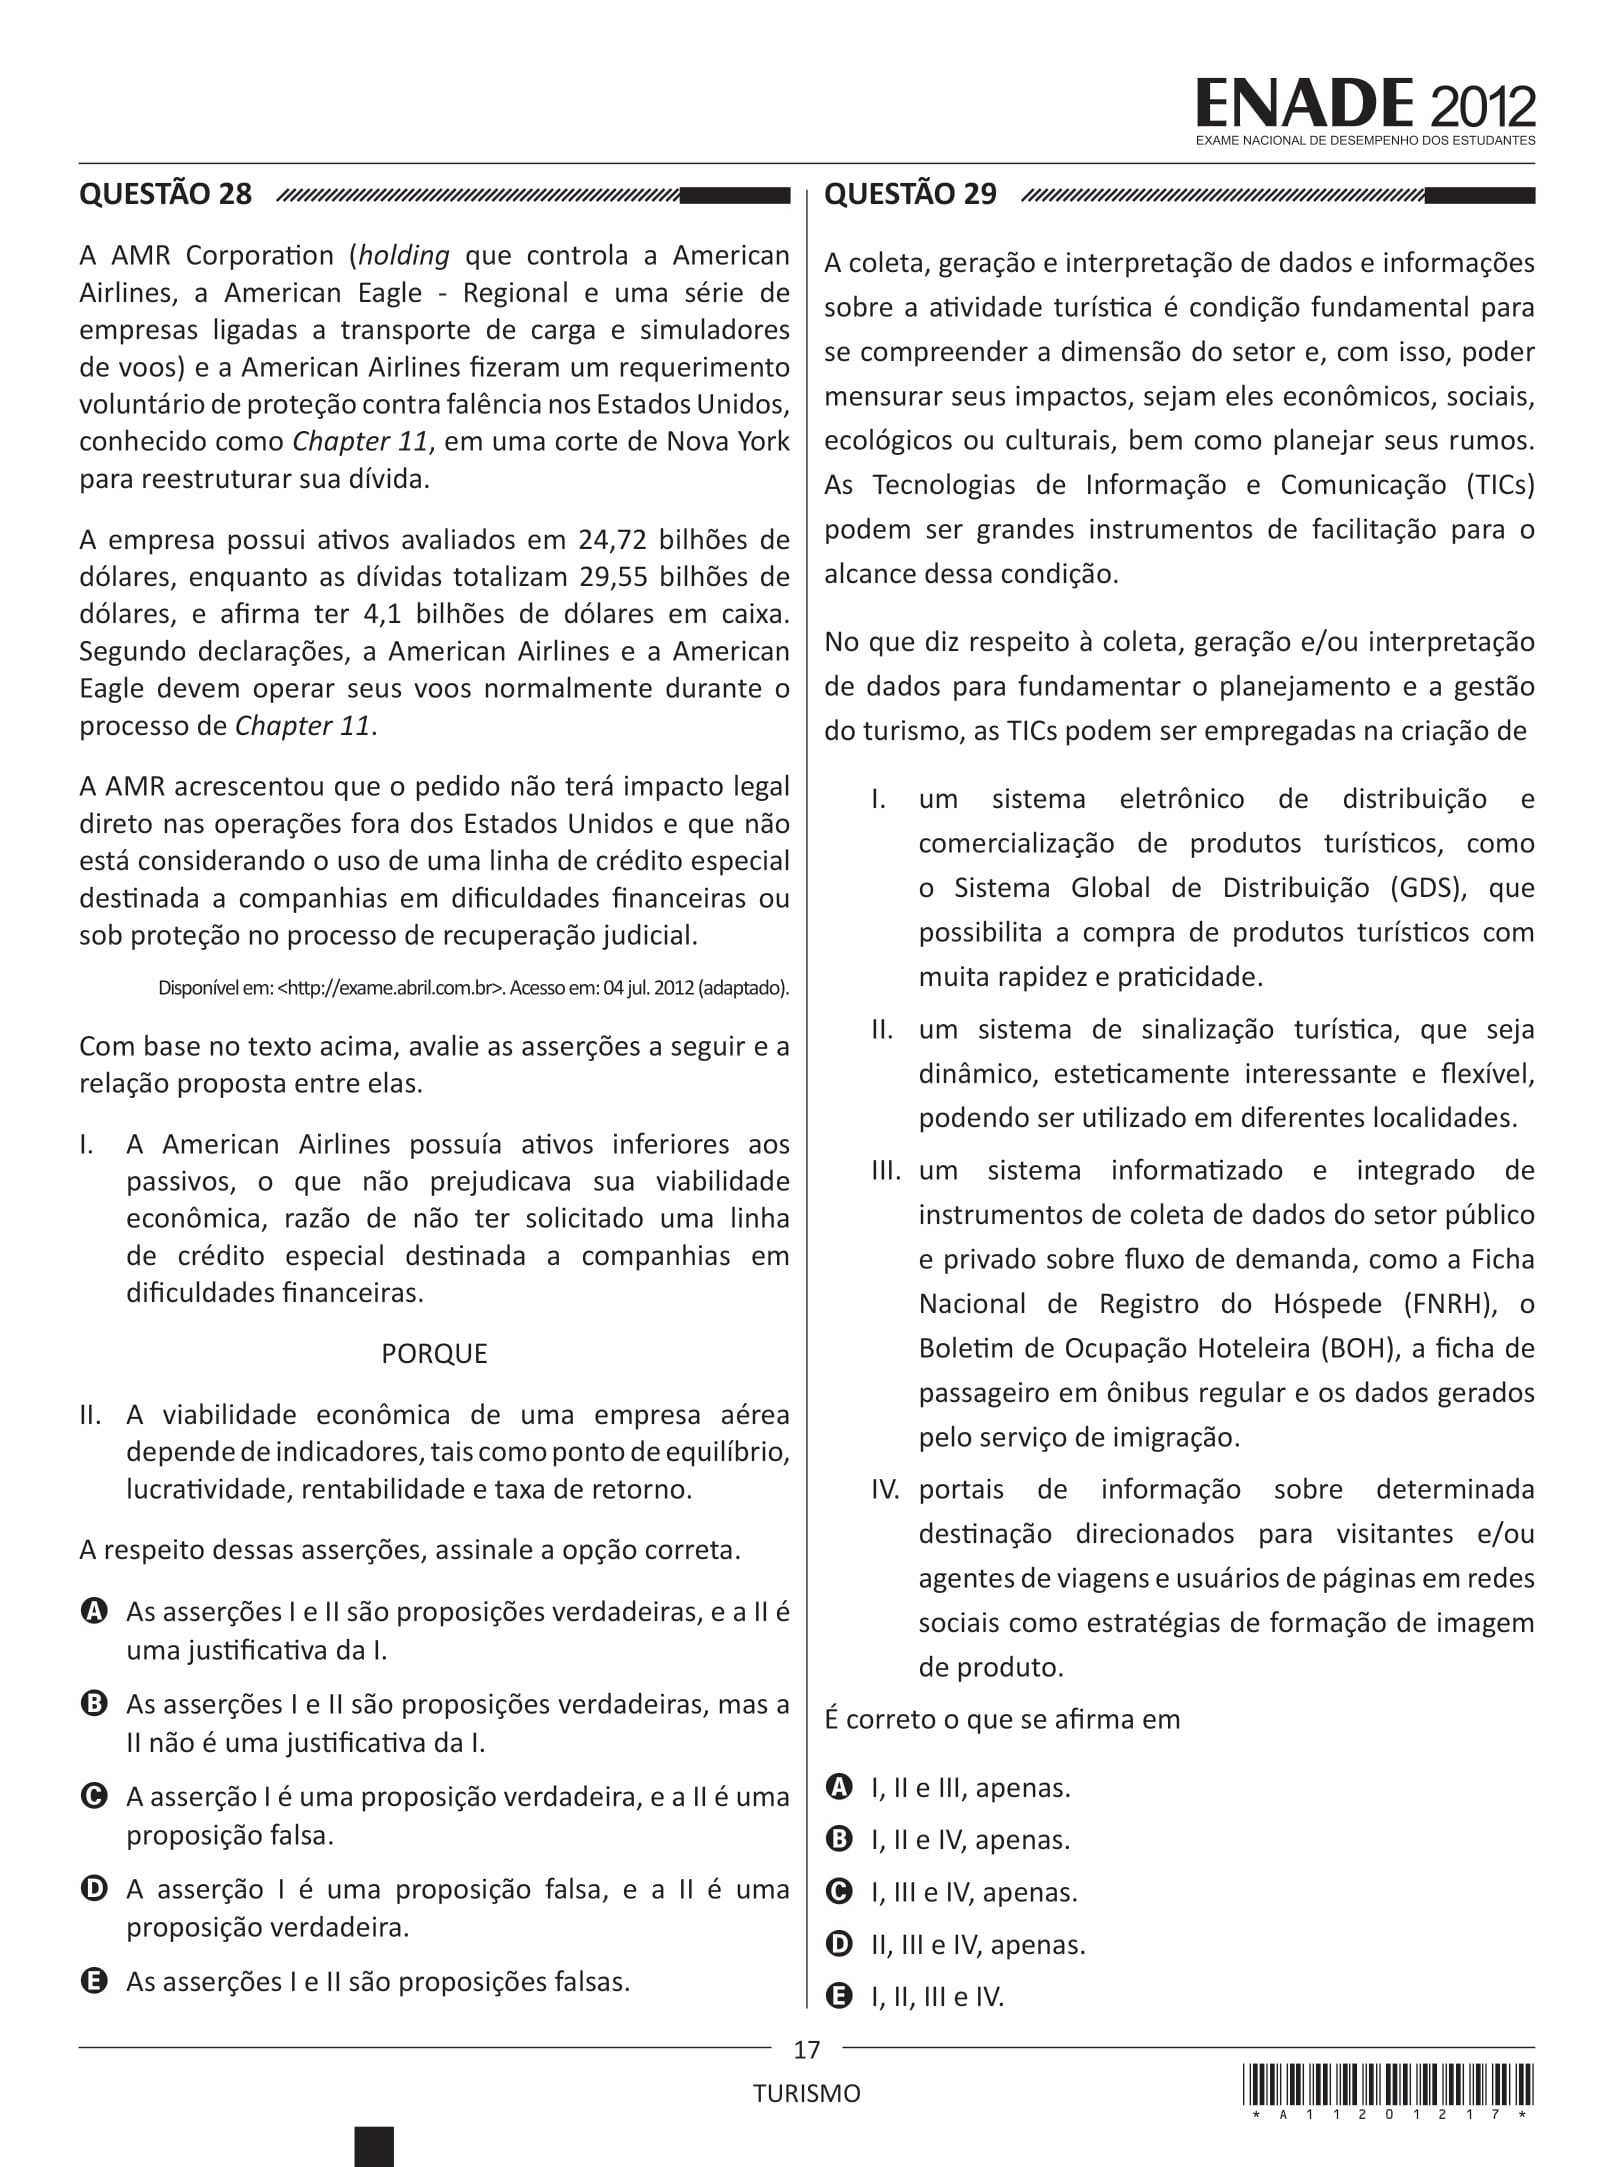 ENADE 2012
EXAME NACIONAL DE DESEMPENHO DOS ESTUDANTES
QUESTÃO 28
A AMR Corporation (holding que controla a American
Airlines, a American Eagle - Regional e uma série de
empresas ligadas a transporte de carga e simuladores
de voos) e a American Airlines fizeram um requerimento
voluntário de proteção contra falência nos Estados Unidos,
conhecido como Chapter 11, em uma corte de Nova York
para reestruturar sua dívida.
A empresa possui ativos avaliados em 24,72 bilhões de
dólares, enquanto as dívidas totalizam 29,55 bilhões de
dólares, e afirma ter 4,1 bilhões de dólares em caixa.
Segundo declarações, a American Airlines e a American
Eagle devem operar seus voos normalmente durante o
processo de Chapter 11.
A AMR acrescentou que o pedido não terá impacto legal
direto nas operações fora dos Estados Unidos e que não
está considerando o uso de uma linha de crédito especial
destinada a companhias em dificuldades financeiras ou
sob proteção no processo de recuperação judicial.
Disponível em: <http://exame.abril.com.br>. Acesso em: 04 jul. 2012 (adaptado).
Com base no texto acima, avalie as asserções a seguir e a
relação proposta entre elas.
I. A American Airlines possuía ativos inferiores aos
passivos, o que não prejudicava sua viabilidade
econômica, razão de não ter solicitado uma linha
de crédito especial destinada a companhias em
dificuldades financeiras.
PORQUE
II. A viabilidade econômica de uma empresa aérea
depende de indicadores, tais como ponto de equilíbrio,
lucratividade, rentabilidade e taxa de retorno.
A respeito dessas asserções, assinale a opção correta.
A As asserções I e II são proposições verdadeiras, e a II é
uma justificativa da I.
B As asserções I e II são proposições verdadeiras, mas a
II não é uma justificativa da I.
C A asserção I é uma proposição verdadeira, e a II é uma
proposição falsa.
D A asserção I é uma proposição falsa, e a II é uma
proposição verdadeira.
E As asserções I e II são proposições falsas.
QUESTÃO 29
A coleta, geração e interpretação de dados e informações
sobre a atividade turística é condição fundamental para
se compreender a dimensão do setor e, com isso, poder
mensurar seus impactos, sejam eles econômicos, sociais,
ecológicos ou culturais, bem como planejar seus rumos.
As Tecnologias de Informação e Comunicação (TICs)
podem ser grandes instrumentos de facilitação para o
alcance dessa condição.
No que diz respeito à coleta, geração e/ou interpretação
de dados para fundamentar o planejamento e a gestão
do turismo, as TICs podem ser empregadas na criação de
I. um sistema eletrônico de distribuição e
comercialização de produtos turísticos, como
o Sistema Global de Distribuição (GDS), que
possibilita a compra de produtos turísticos com
muita rapidez e praticidade.
II. um sistema de sinalização turística, que seja
dinâmico, esteticamente interessante e flexível,
podendo ser utilizado em diferentes localidades.
III. um sistema informatizado e integrado de
instrumentos de coleta de dados do setor público
e privado sobre fluxo de demanda, como a Ficha
Nacional de Registro do Hóspede (FNRH), o
Boletim de Ocupação Hoteleira (BOH), a ficha de
passageiro em ônibus regular e os dados gerados
pelo serviço de imigração.
IV. portais de informação sobre determinada
destinação direcionados para visitantes e/ou
agentes de viagens e usuários de páginas em redes
sociais como estratégias de formação de imagem
de produto.
É correto o que se afirma em
A I, II e III, apenas.
B I, II e IV, apenas.
C I, III e IV, apenas.
D II, III e IV, apenas.
E I, II, III e IV.
17
TURISMO
* A 1 1 2 0 1 2 1 7 *